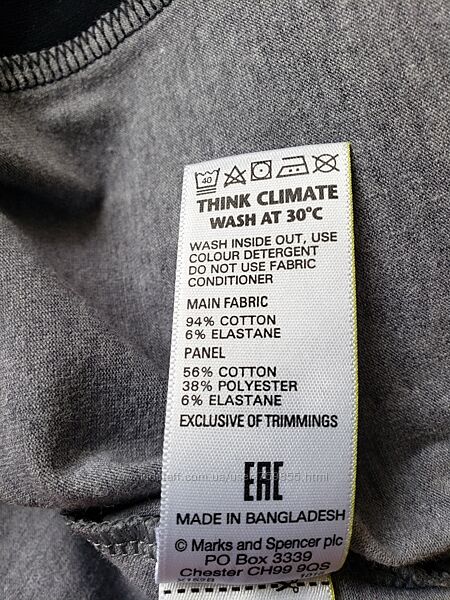 40
THINK CLIMATE
WASH AT 30°C
WASH INSIDE OUT, USE
COLOUR DETERGENT
DO NOT USE FABRIC
CONDITIONER
MAIN FABRIC
94% COTTON
6% ELASTANE
PANEL
56% COTTON
38% POLYESTER
6% ELASTANE
EXCLUSIVE OF TRIMMINGS
EAC
MADE IN BANGLADESH
© Marks and Spencer plc
PO Box 3339
Chester CH99 9QS